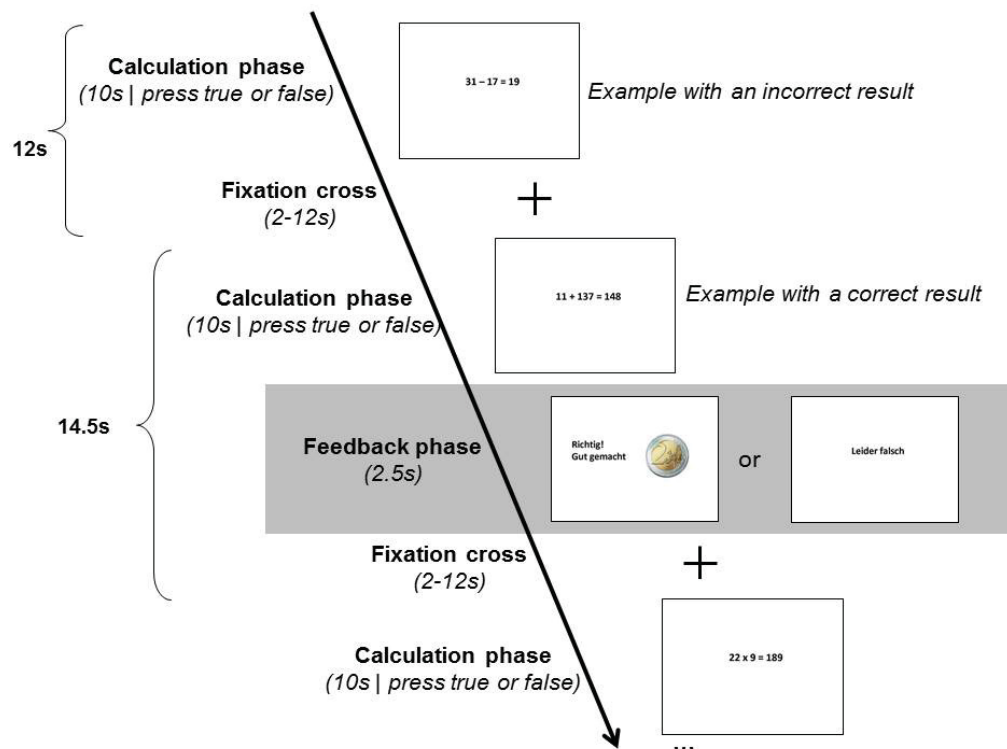 Calculation phase
(10s | press true or false)
31 – 17 = 19
Example with an incorrect result
12s
Fixation cross
(2-12s)
Calculation phase
(10s | press true or false)
11 + 137 = 148
Example with a correct result
14.5s
Feedback phase
(2.5s)
Richtig!
Gut gemacht
2
or
Leider falsch
Fixation cross
(2-12s)
Calculation phase
(10s | press true or false)
22 x 9 = 189
...